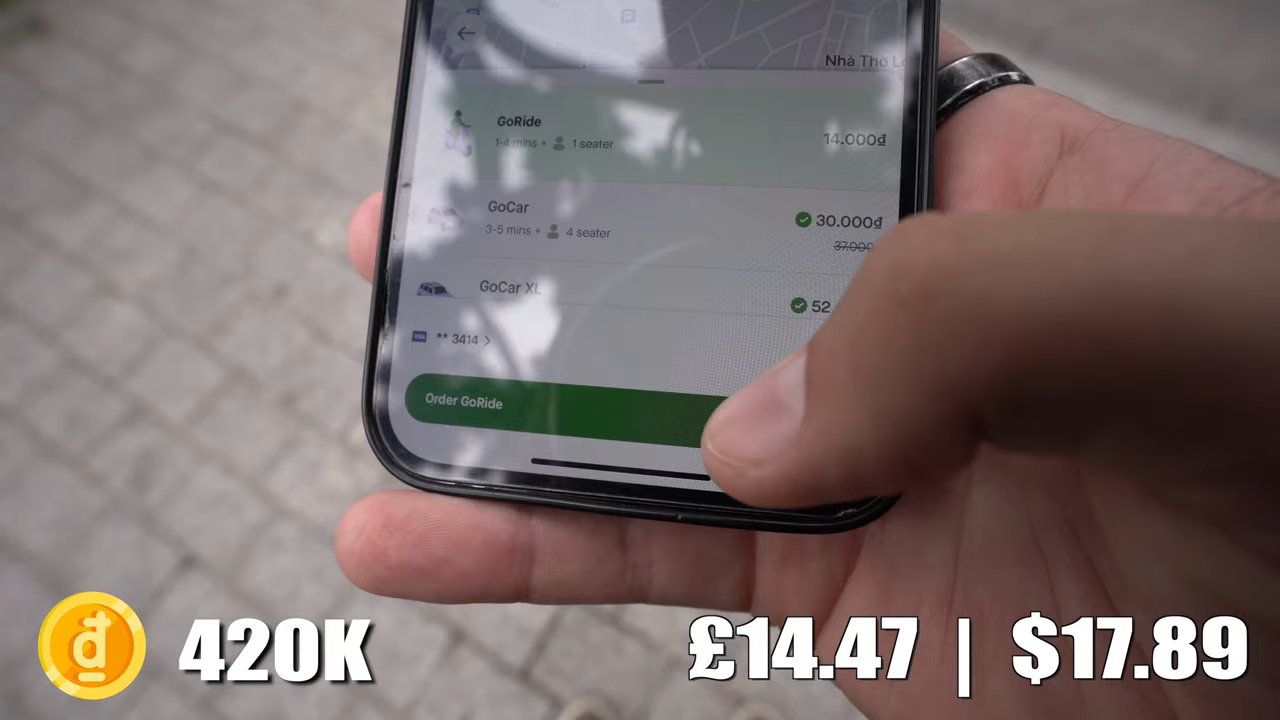 Nhà Thờ
GoRide
1-4 mins • 1 seater
14.000₫
GoCar
3-5 mins • 4 seater
30.000₫
37.000
GoCar XL
52
VISA ** 3414 >
Order GoRide
đ 420K
£14.47 | $17.89